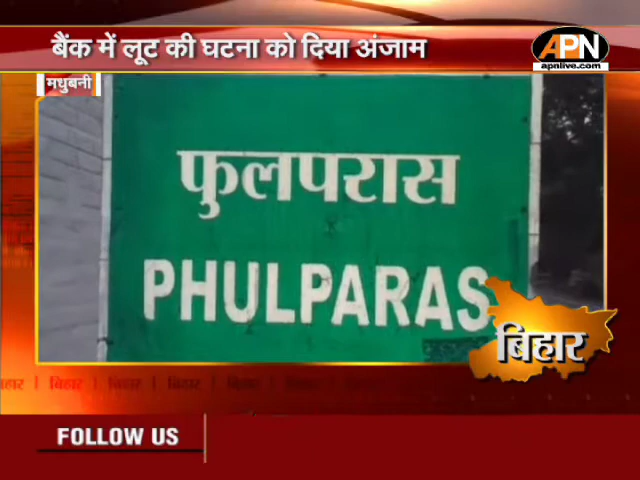 बैंक में लूट की घटना को दिया अंजाम
APN
apnlive.com
मधुबनी
फुलपरास
PHULPARAS
बिहार
हार | बिहार | बिहार | बिहार | बिहार | बिहार | बिहार
FOLLOW US